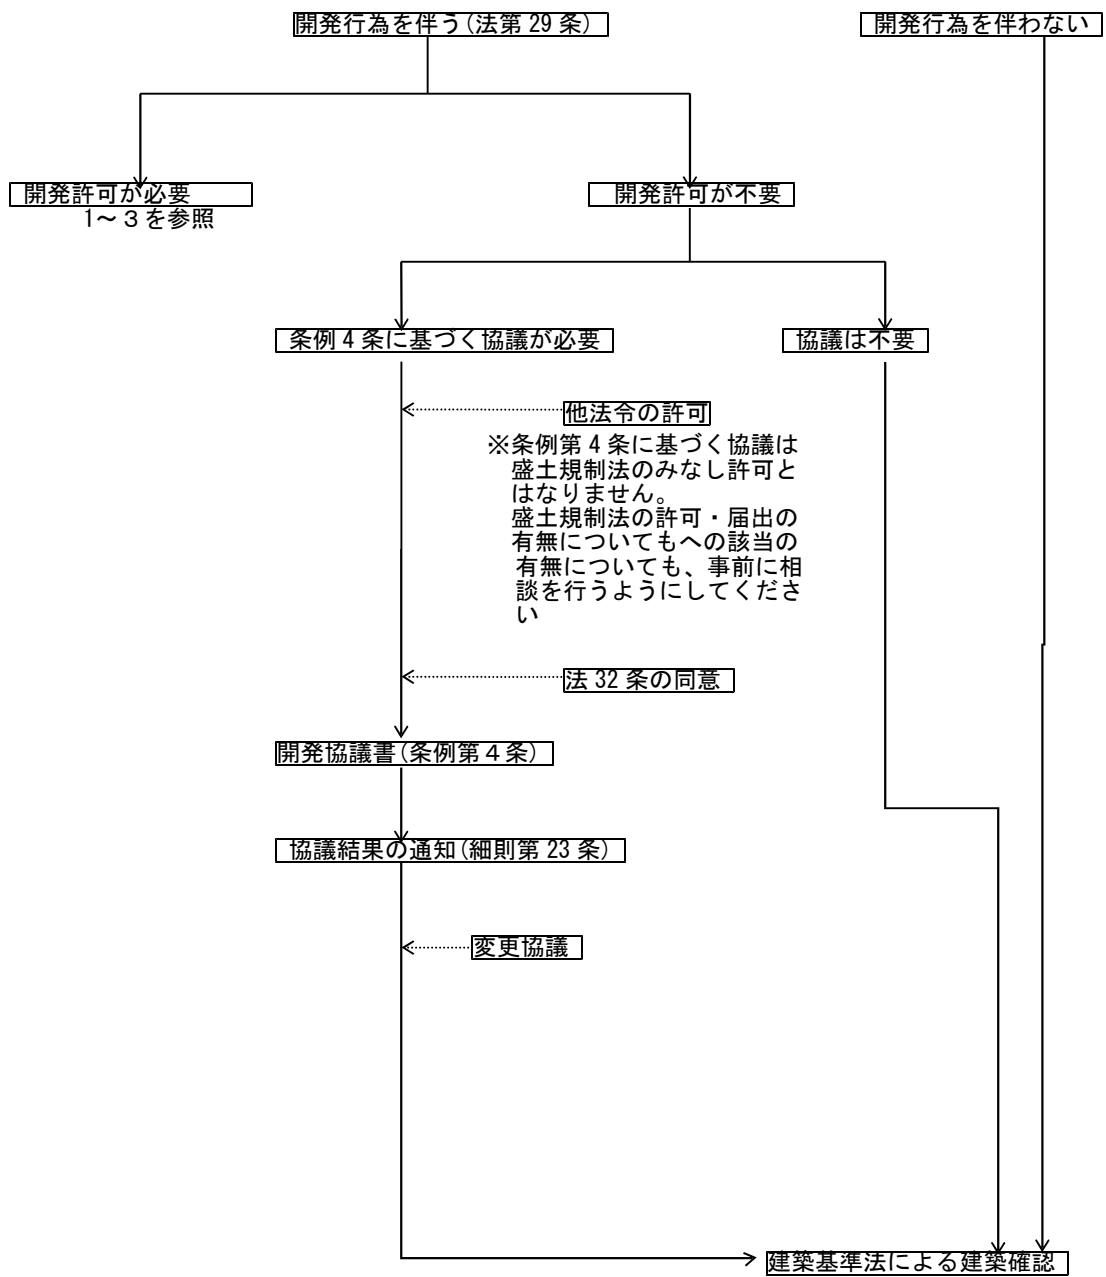 開発行為を伴う(法第29条)
開発行為を伴わない
開発許可が必要
1～3を参照
開発許可が不要
条例4条に基づく協議が必要
協議は不要
他法令の許可
※条例第4条に基づく協議は
盛土規制法のみなし許可と
はなりません。
盛土規制法の許可・届出の
有無についてもへの該当の
有無についても、事前に相
談を行うようにしてくださ
い
法32条の同意
開発協議書(条例第4条)
協議結果の通知(細則第23条)
変更協議
建築基準法による建築確認